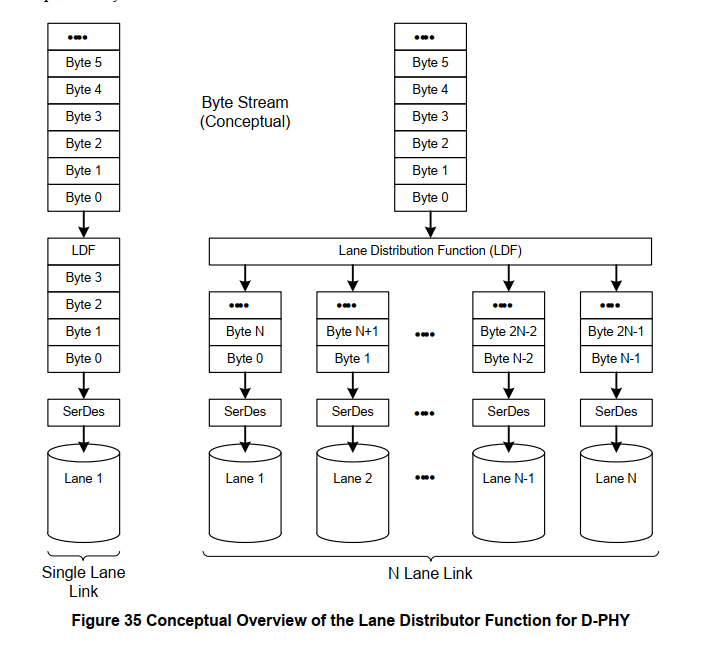 ••••
Byte 5
Byte 4
Byte 3
Byte 2
Byte 1
Byte 0
LDF
Byte 3
Byte 2
Byte 1
Byte 0
SerDes
Lane 1
Single Lane
Link
Byte Stream
(Conceptual)
••••
Byte 5
Byte 4
Byte 3
Byte 2
Byte 1
Byte 0
Lane Distribution Function (LDF)
•••• •••• •••• ••••
Byte N Byte N+1 •••• Byte 2N-2 Byte 2N-1
Byte 0 Byte 1 Byte N-2 Byte N-1
SerDes SerDes •••• SerDes SerDes
Lane 1 Lane 2 •••• Lane N-1 Lane N
N Lane Link
Figure 35 Conceptual Overview of the Lane Distributor Function for D-PHY